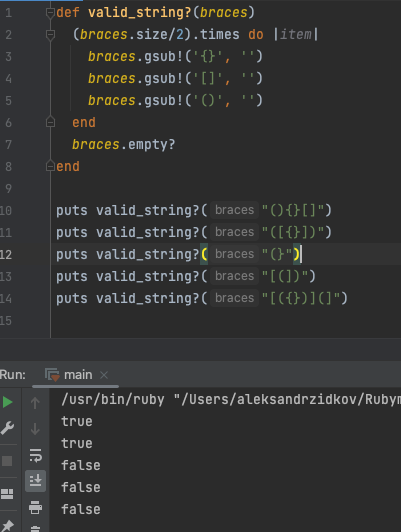 1 def valid_string?(braces)
2 (braces.size/2).times do |item|
3 braces.gsub!('{}', '')
4 braces.gsub!('[]', '')
5 braces.gsub!('()', '')
6 end
7 braces.empty?
8 end
9
10 puts valid_string?( braces "(){}[]")
11 puts valid_string?( braces "([{}])")
12 puts valid_string?( braces "(}")
13 puts valid_string?( braces "[(])")
14 puts valid_string?( braces "[({})](]")
15
Run: main ×
/usr/bin/ruby "/Users/aleksandrzidkov/Rubym
true
true
false
false
false